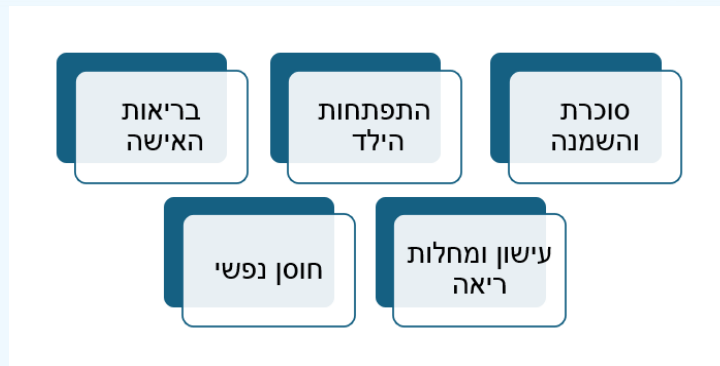 סוכרת
והשמנה
התפתחות
הילד
בריאות
האישה
עישון ומחלות
ריאה
חוסן נפשי